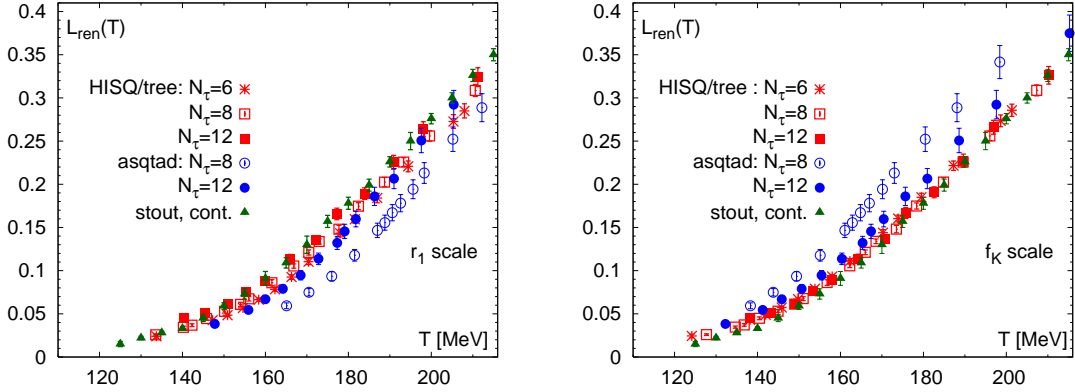 L_ren(T)
0.4
0.35
0.3
0.25
0.2
0.15
0.1
0.05
0
HISQ/tree: N_τ=6
N_τ=8
N_τ=12
asqtad: N_τ=8
N_τ=12
stout, cont.
r_1 scale
T [MeV]
120 140 160 180 200
L_ren(T)
0.4
0.35
0.3
0.25
0.2
0.15
0.1
0.05
0
HISQ/tree : N_τ=6
N_τ=8
N_τ=12
asqtad: N_τ=8
N_τ=12
stout, cont.
f_K scale
T [MeV]
120 140 160 180 200